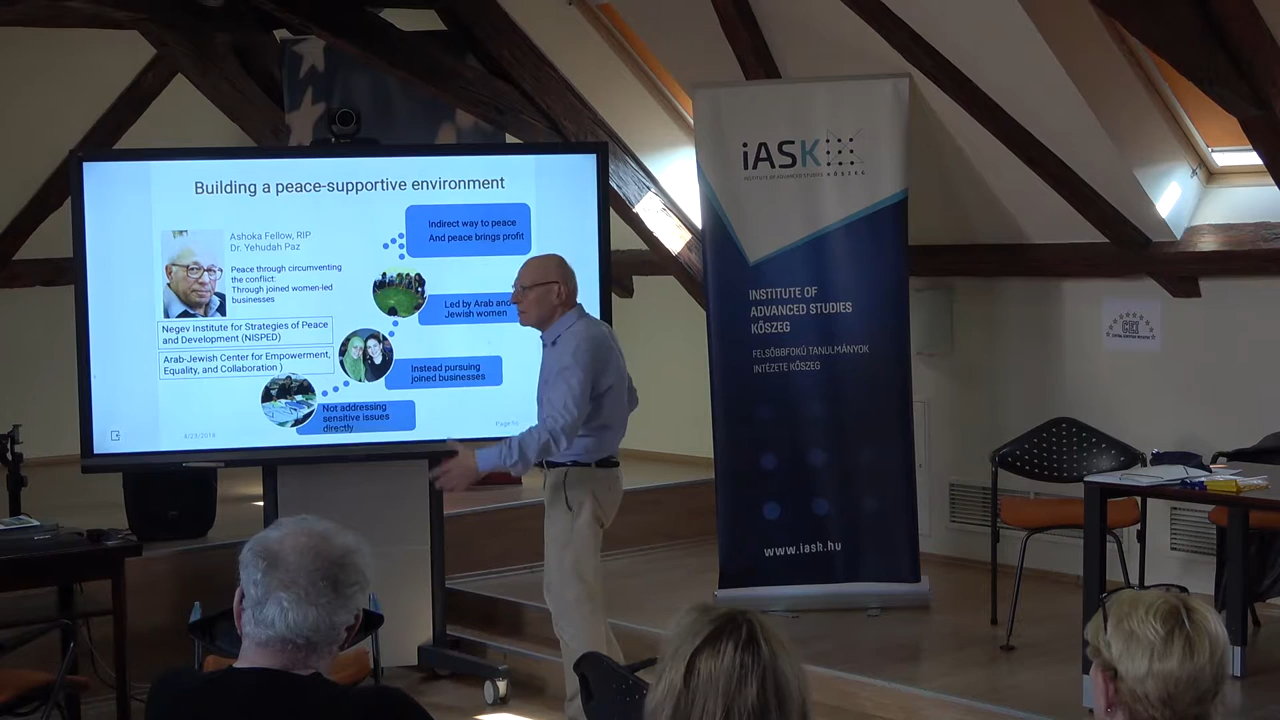 Building a peace-supportive environment
Ashoka Fellow, RIP
Dr. Yehudah Paz
Peace through circumventing
the conflict:
Through joined women-led
businesses
Negev Institute for Strategies of Peace
and Development (NISPED)
Arab-Jewish Center for Empowerment,
Equality, and Collaboration )
Indirect way to peace
And peace brings profit
Led by Arab and
Jewish women
Instead pursuing
joined businesses
Not addressing
sensitive issues
directly
4/23/2018
Page
iASK
INSTITUTE OF ADVANCED STUDIES KŐSZEG
INSTITUTE OF
ADVANCED STUDIES
KŐSZEG
FELSŐBBFOKÚ TANULMÁNYOK
INTÉZETE KŐSZEG
www.iask.hu
CEI